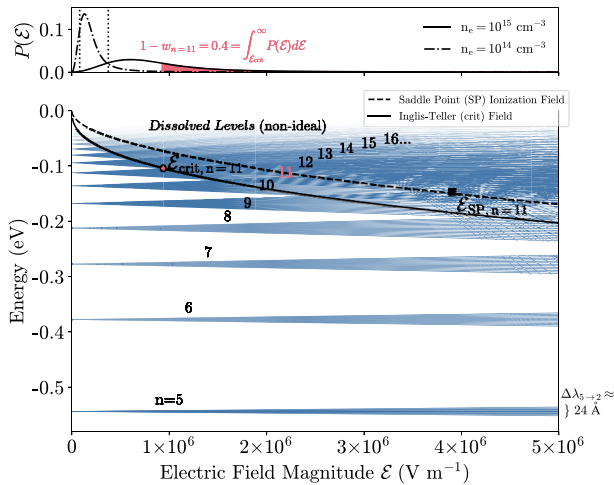 P(ℰ)
0.1
0.0
1 − w_{n=11} = 0.4 = ∫_{ℰcrit}^{∞} P(ℰ)dℰ
n_e = 10^{15} cm^{−3}
n_e = 10^{14} cm^{−3}
Saddle Point (SP) Ionization Field
Inglis-Teller (crit) Field
Dissolved Levels (non-ideal)
ℰ_{crit, n=11}
ℰ_{SP, n=11}
16...
15
14
13
12
11
10
9
8
7
6
n=5
Δλ_{5→2} ≈
} 24 Å
Energy (eV)
0.0
-0.1
-0.2
-0.3
-0.4
-0.5
0
1×10^6
2×10^6
3×10^6
4×10^6
5×10^6
Electric Field Magnitude ℰ (V m^{−1})